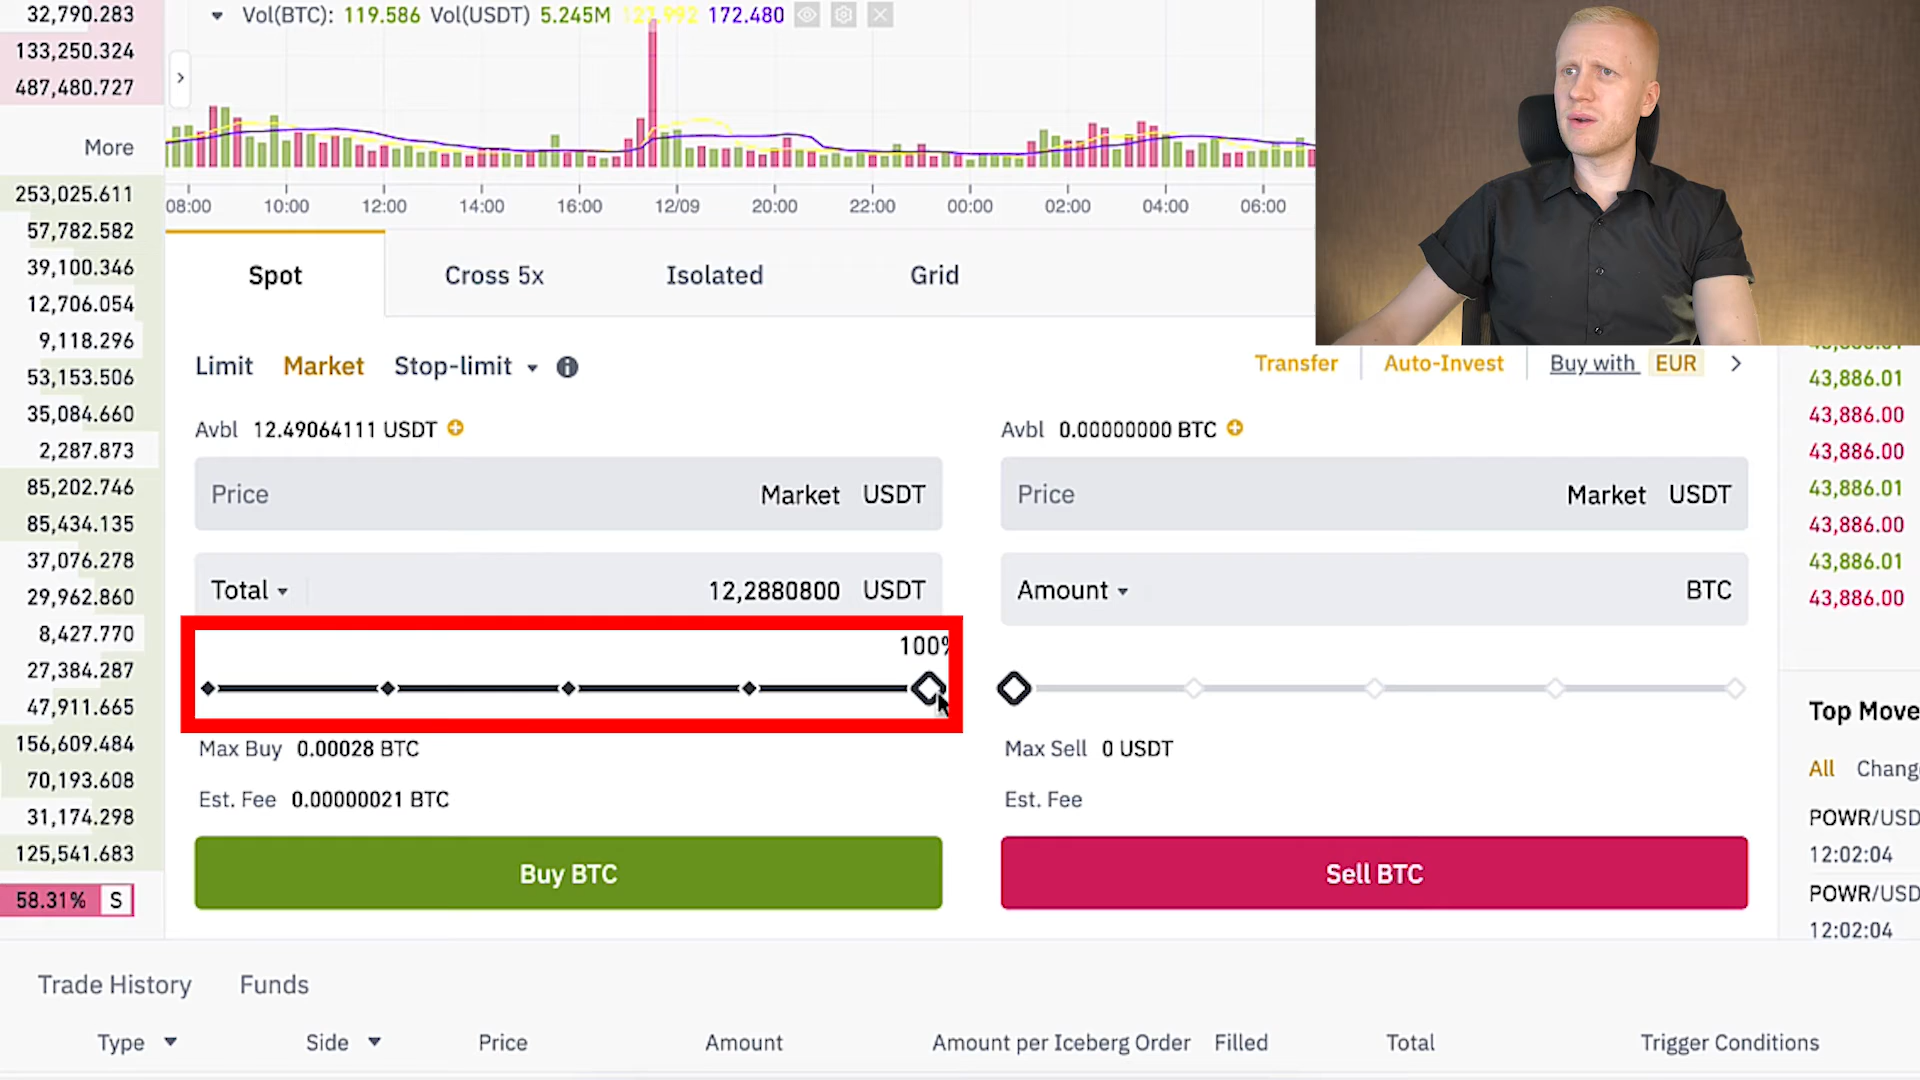 32,790.283
133,250.324
487,480.727
More
253,025.611
57,782.582
39,100.346
12,706.054
9,118.296
53,153.506
35,084.660
2,287.873
85,202.746
85,434.135
37,076.278
29,962.860
8,427.770
27,384.287
47,911.665
156,609.484
70,193.608
31,174.298
125,541.683
58.31% S
Vol(BTC): 119.586 Vol(USDT) 5.245M 172.480
08:00 10:00 12:00 14:00 16:00 12/09 20:00 22:00 00:00 02:00 04:00 06:00
Spot Cross 5x Isolated Grid
Limit Market Stop-limit
Transfer Auto-Invest Buy with EUR
Avbl 12.49064111 USDT
Price Market USDT
Total 12,2880800 USDT
100%
Max Buy 0.00028 BTC
Est. Fee 0.00000021 BTC
Buy BTC
Avbl 0.00000000 BTC
Price Market USDT
Amount BTC
Max Sell 0 USDT
Est. Fee
Sell BTC
43,886.01
43,886.00
43,886.00
43,886.01
43,886.00
43,886.01
43,886.00
Top Move
All Chang
POWR/USD
12:02:04
POWR/USD
12:02:04
Trade History Funds
Type Side Price Amount Amount per Iceberg Order Filled Total Trigger Conditions